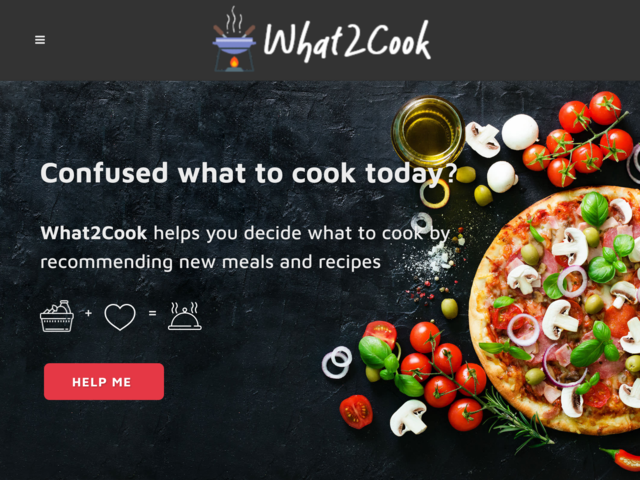 What2Cook
Confused what to cook today?
What2Cook helps you decide what to cook by
recommending new meals and recipes
+ =
HELP ME